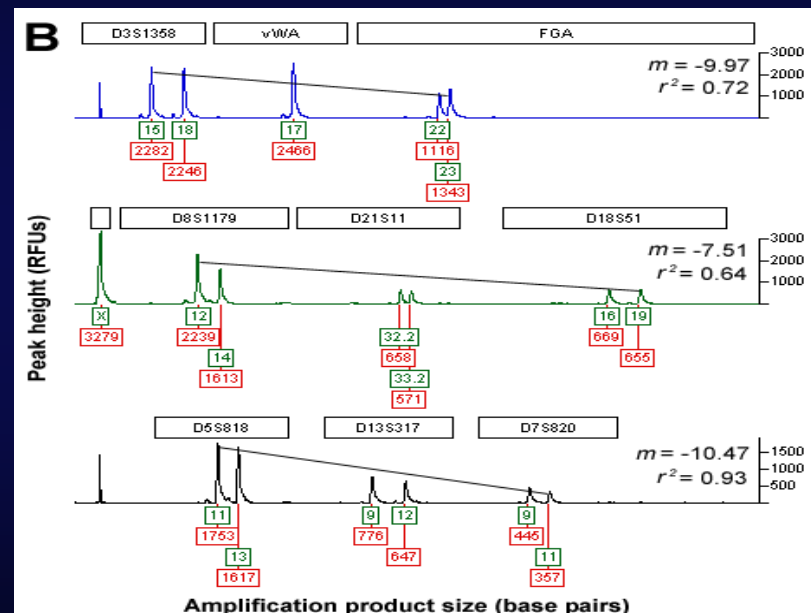 B
D3S1358 vWA FGA
3000
m = -9.97
2000
r² = 0.72
1000
15 18 17 22
2282 2246 2466 1116
23
1343
Peak height (RFUs)
D8S1179 D21S11 D18S51
3000
m = -7.51
2000
r² = 0.64
1000
X 12 32.2 16 19
3279 2239 658 669 655
14 33.2
1613 571
D5S818 D13S317 D7S820
m = -10.47
1500
r² = 0.93
1000
500
11 9 12 9
1753 776 647 445
13 11
1617 357
Amplification product size (base pairs)